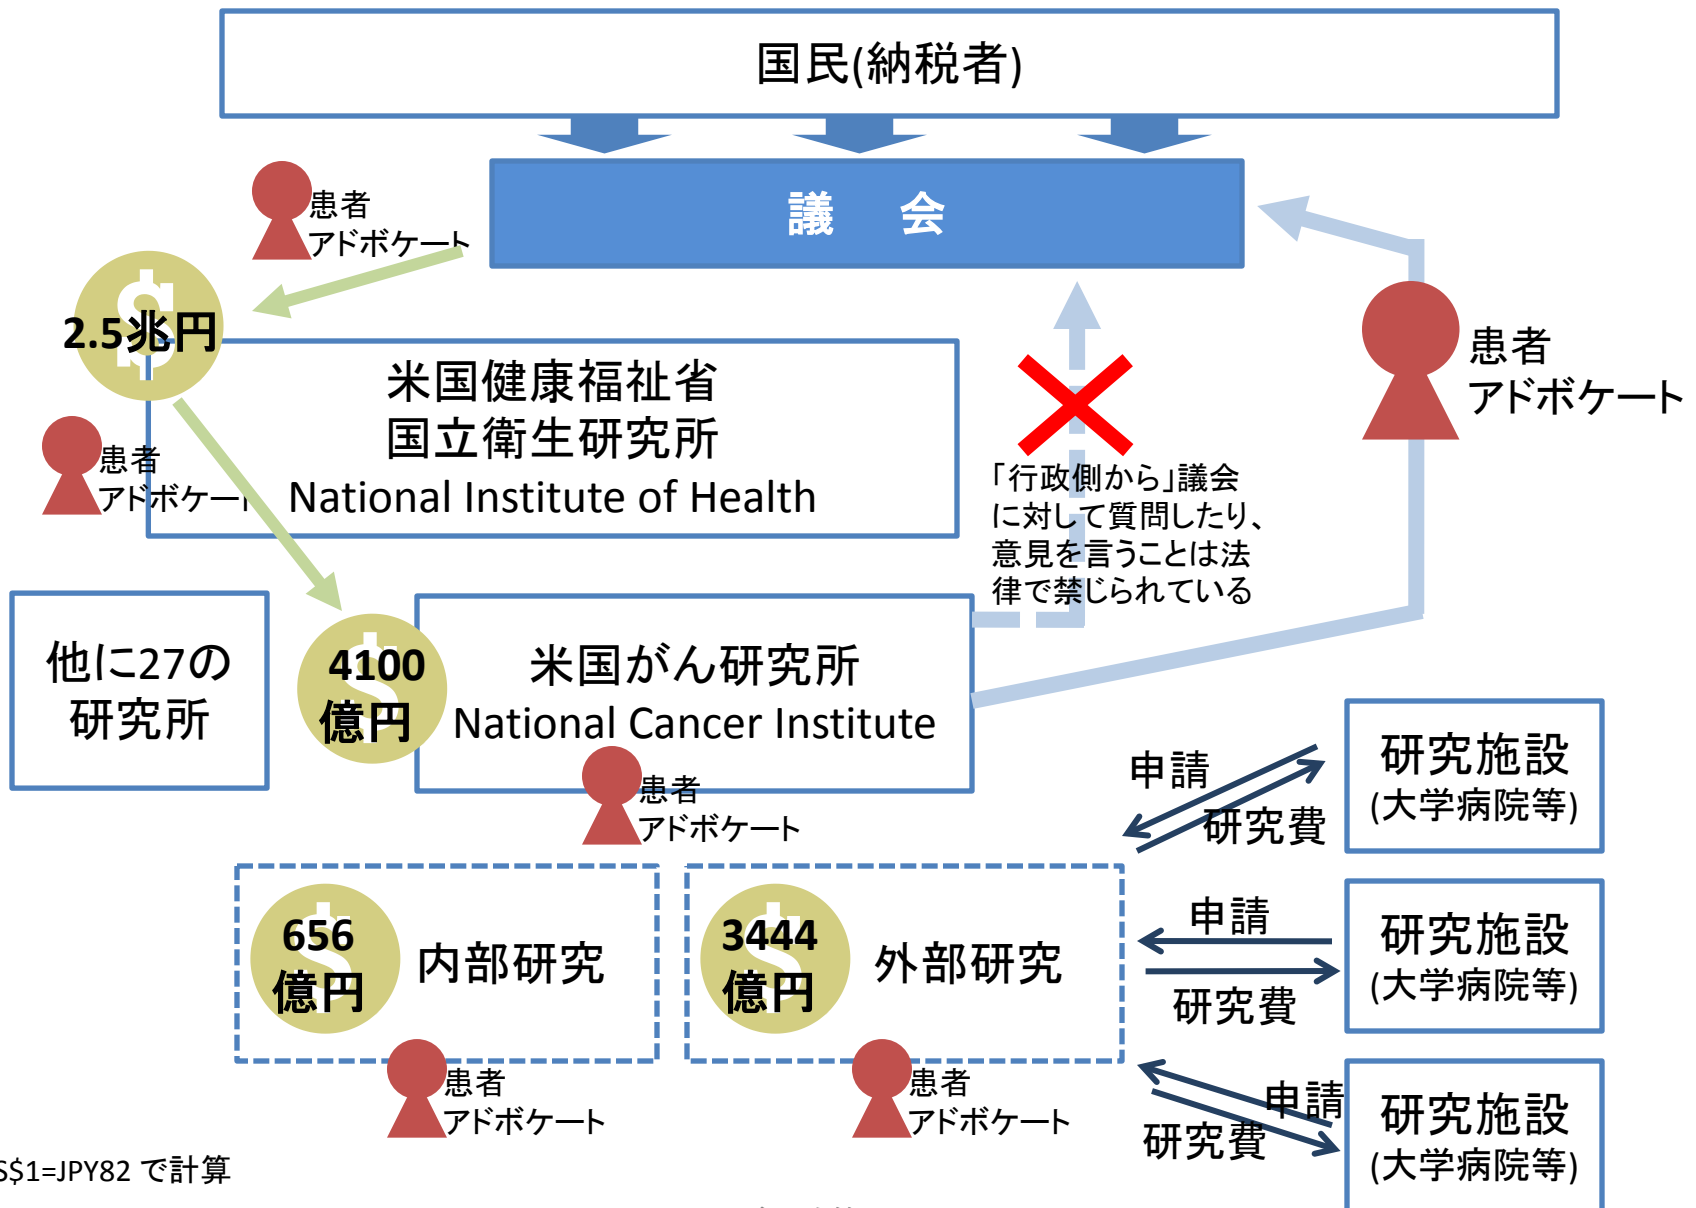 国民(納税者)
議 会
患者
アドボケート
2.5兆円
米国健康福祉省
国立衛生研究所
National Institute of Health
患者
アドボケート
患者
アドボケート
「行政側から」議会
に対して質問したり、
意見を言うことは法
律で禁じられている
他に27の
研究所
4100
億円
米国がん研究所
National Cancer Institute
患者
アドボケート
656
億円
内部研究
患者
アドボケート
3444
億円
外部研究
患者
アドボケート
申請
研究費
研究施設
(大学病院等)
申請
研究費
研究施設
(大学病院等)
申請
研究費
研究施設
(大学病院等)
S$1=JPY82 で計算